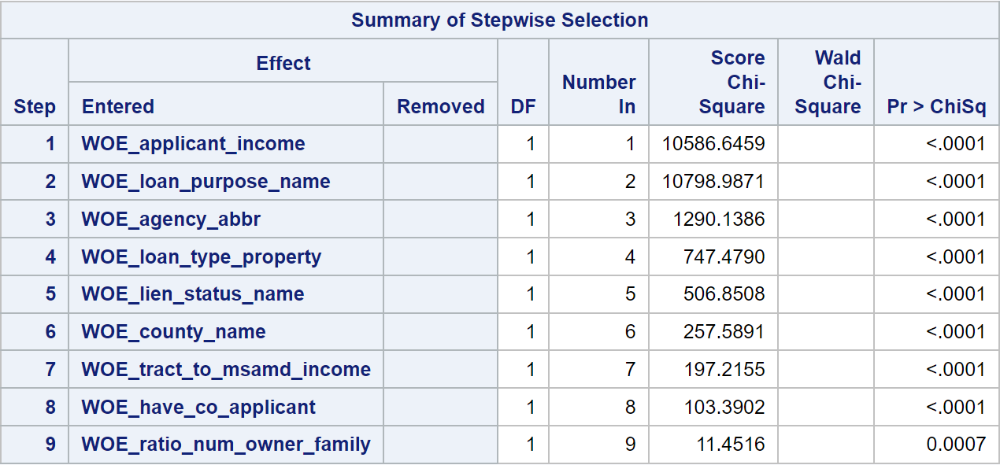 Summary of Stepwise Selection
Step Effect DF Number In Score Chi-Square Wald Chi-Square Pr > ChiSq
Entered Removed
1 WOE_applicant_income 1 1 10586.6459 <.0001
2 WOE_loan_purpose_name 1 2 10798.9871 <.0001
3 WOE_agency_abbr 1 3 1290.1386 <.0001
4 WOE_loan_type_property 1 4 747.4790 <.0001
5 WOE_lien_status_name 1 5 506.8508 <.0001
6 WOE_county_name 1 6 257.5891 <.0001
7 WOE_tract_to_msamd_income 1 7 197.2155 <.0001
8 WOE_have_co_applicant 1 8 103.3902 <.0001
9 WOE_ratio_num_owner_family 1 9 11.4516 0.0007